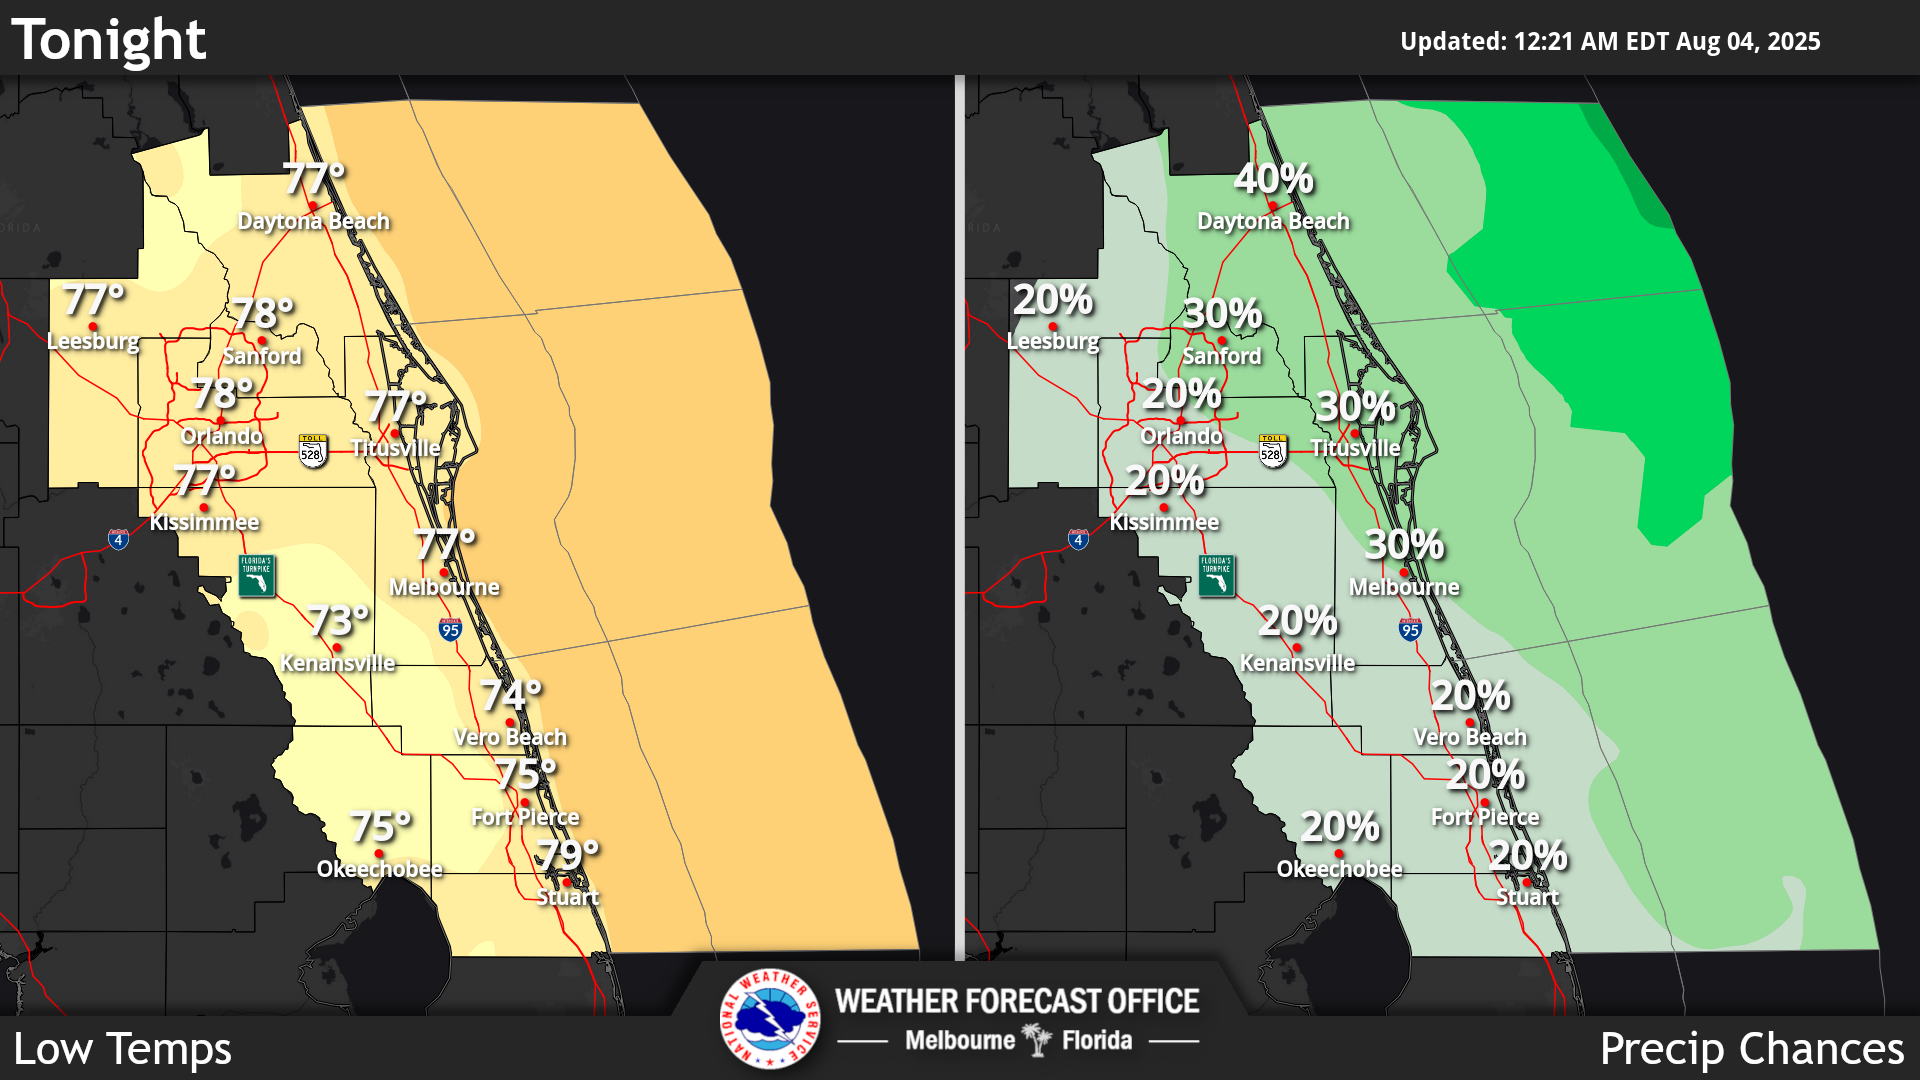 Tonight
Updated: 12:21 AM EDT Aug 04, 2025
77°
Daytona Beach
77°
Leesburg
78°
Sanford
78°
Orlando
77°
Titusville
TOLL
528
77°
Kissimmee
4
FLORIDA'S
TURNPIKE
77°
Melbourne
95
73°
Kenansville
74°
Vero Beach
75°
Fort Pierce
75°
Okeechobee
79°
Stuart
40%
Daytona Beach
RIDA
20%
Leesburg
30%
Sanford
20%
Orlando
30%
Titusville
TOLL
528
20%
Kissimmee
4
FLORIDA'S
TURNPIKE
30%
Melbourne
95
20%
Kenansville
20%
Vero Beach
20%
Fort Pierce
20%
Okeechobee
20%
Stuart
NATIONAL WEATHER SERVICE
WEATHER FORECAST OFFICE
Melbourne Florida
Low Temps
Precip Chances